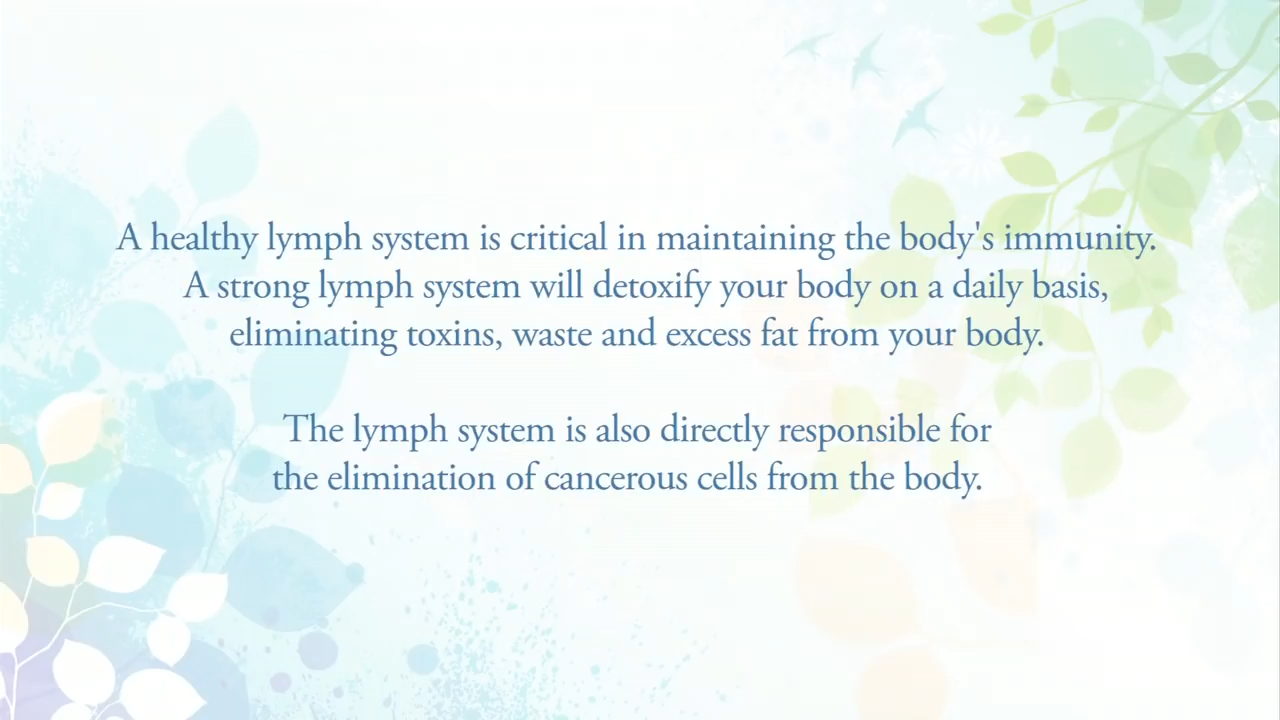 A healthy lymph system is critical in maintaining the body's immunity.
A strong lymph system will detoxify your body on a daily basis,
eliminating toxins, waste and excess fat from your body.
The lymph system is also directly responsible for
the elimination of cancerous cells from the body.